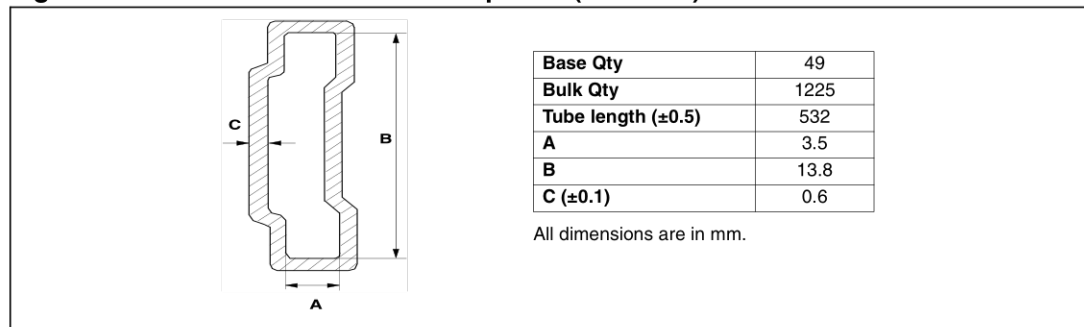 C
B
A
Base Qty 49
Bulk Qty 1225
Tube length (±0.5) 532
A 3.5
B 13.8
C (±0.1) 0.6
All dimensions are in mm.